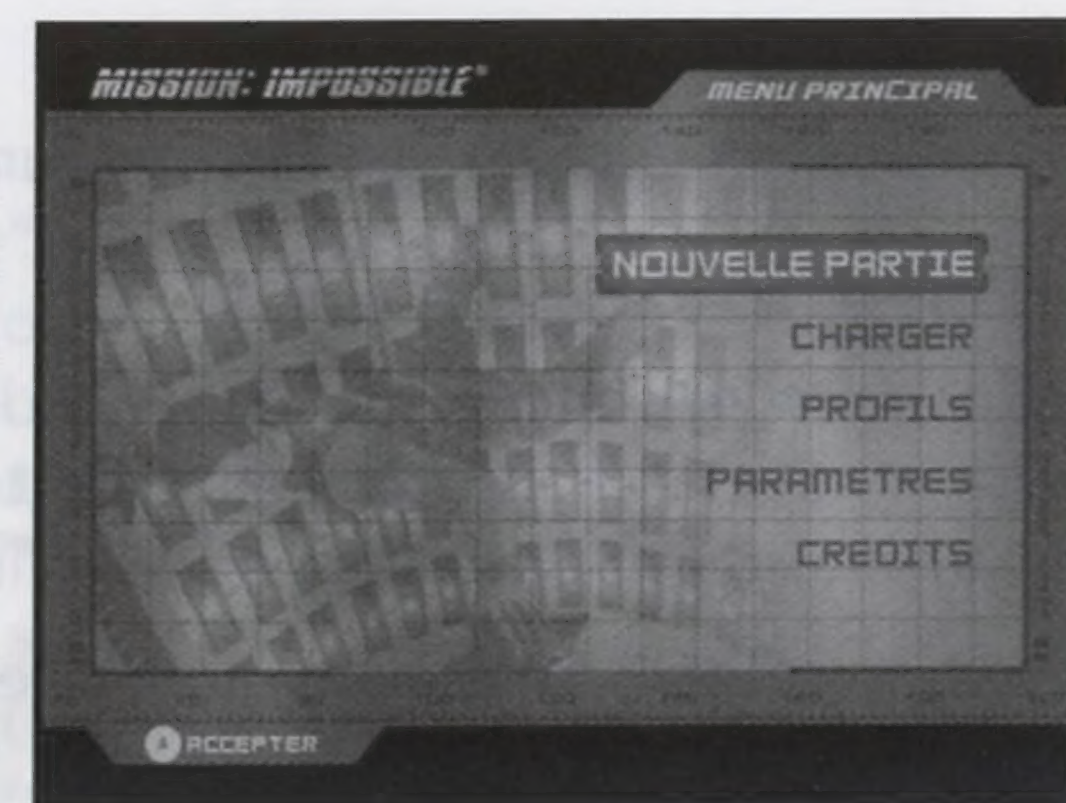 MISSION: IMPOSSIBLE
MENU PRINCIPAL
NOUVELLE PARTIE
CHARGER
PROFILS
PARAMETRES
CREDITS
A ACCEPTER